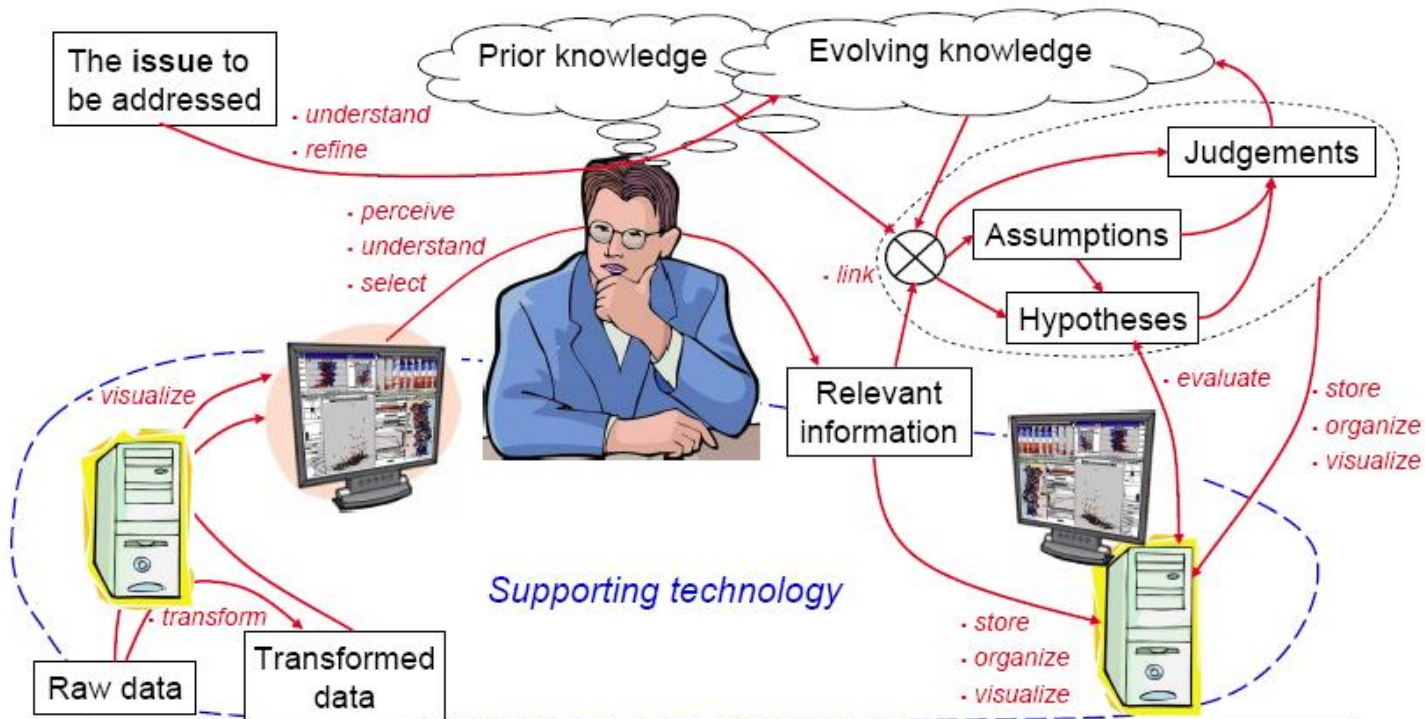 The issue to
be addressed
Prior knowledge
Evolving knowledge
· understand
· refine
Judgements
· perceive
· understand
· select
Assumptions
· link
Hypotheses
· visualize
Relevant
information
· evaluate
· store
· organize
· visualize
Supporting technology
· transform
· store
· organize
· visualize
Raw data
Transformed
data